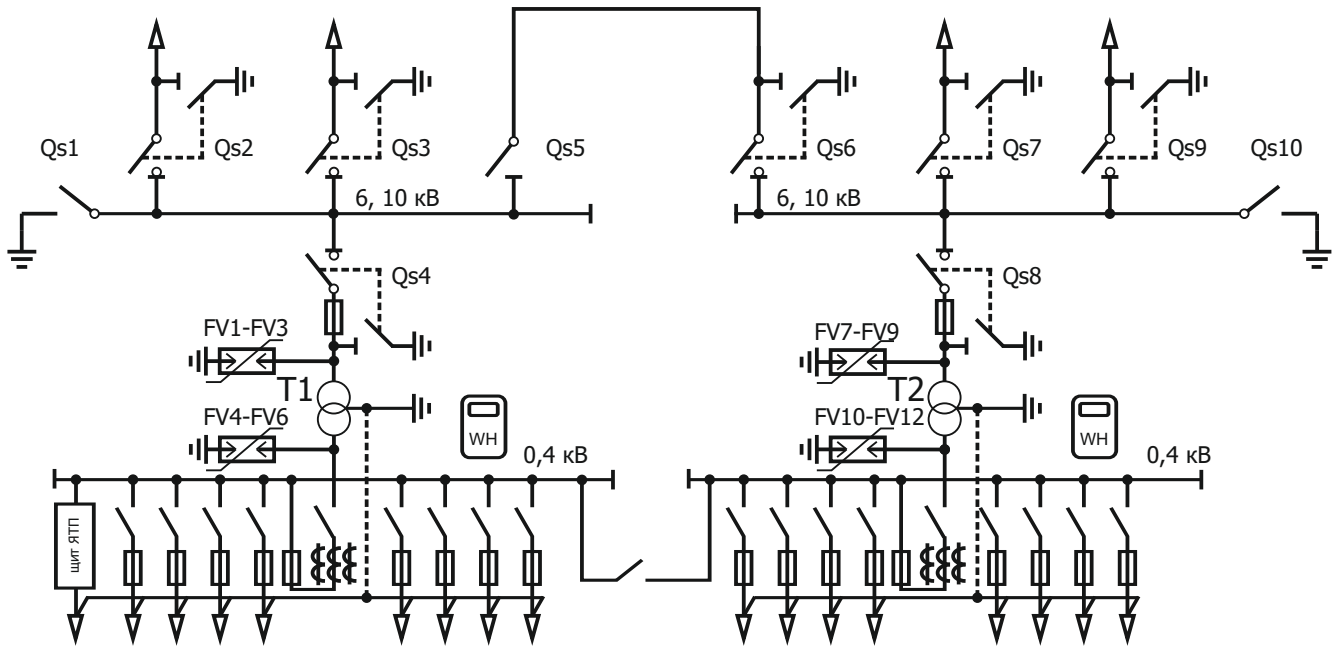 Qs1
Qs2
Qs3
Qs5
Qs6
Qs7
Qs9
Qs10
6, 10 кВ
6, 10 кВ
Qs4
Qs8
FV1-FV3
FV7-FV9
T1
T2
FV4-FV6
FV10-FV12
WH
WH
0,4 кВ
0,4 кВ
щит ЯТП